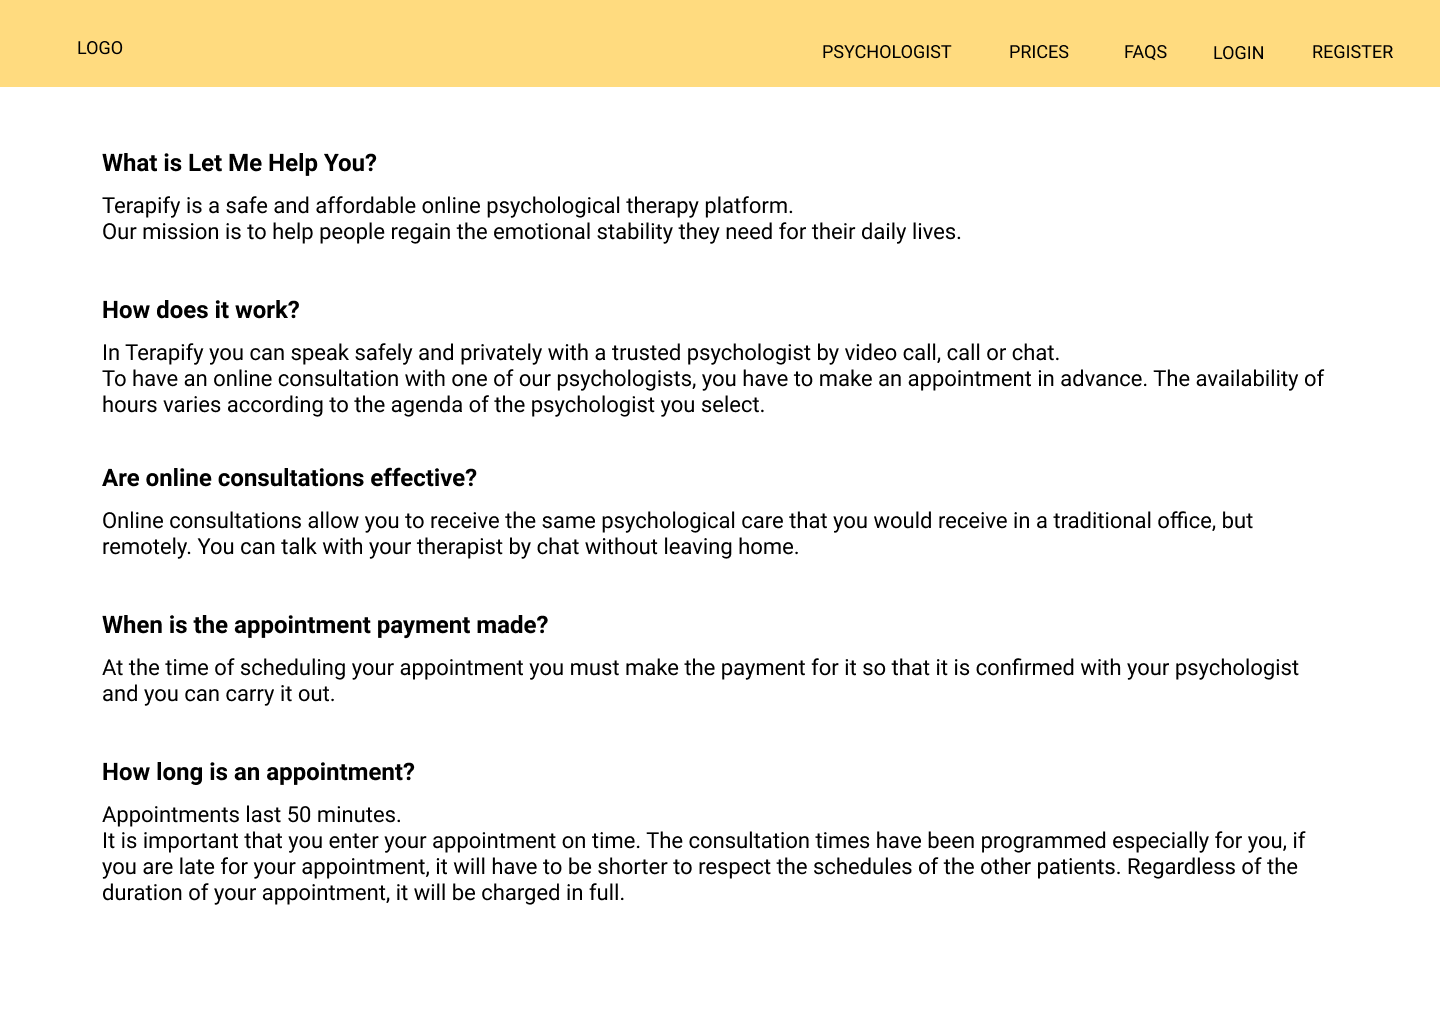 LOGO
PSYCHOLOGIST PRICES FAQS LOGIN REGISTER
What is Let Me Help You?
Terapify is a safe and affordable online psychological therapy platform.
Our mission is to help people regain the emotional stability they need for their daily lives.
How does it work?
In Terapify you can speak safely and privately with a trusted psychologist by video call, call or chat.
To have an online consultation with one of our psychologists, you have to make an appointment in advance. The availability of
hours varies according to the agenda of the psychologist you select.
Are online consultations effective?
Online consultations allow you to receive the same psychological care that you would receive in a traditional office, but
remotely. You can talk with your therapist by chat without leaving home.
When is the appointment payment made?
At the time of scheduling your appointment you must make the payment for it so that it is confirmed with your psychologist
and you can carry it out.
How long is an appointment?
Appointments last 50 minutes.
It is important that you enter your appointment on time. The consultation times have been programmed especially for you, if
you are late for your appointment, it will have to be shorter to respect the schedules of the other patients. Regardless of the
duration of your appointment, it will be charged in full.